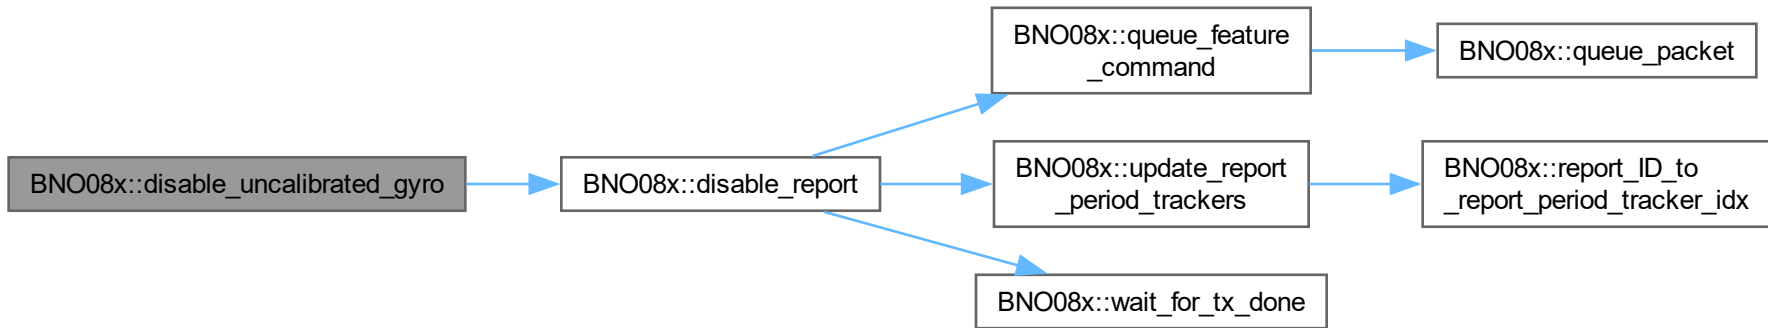 BNO08x::disable_uncalibrated_gyro
BNO08x::disable_report
BNO08x::queue_feature
_command
BNO08x::queue_packet
BNO08x::update_report
_period_trackers
BNO08x::report_ID_to
_report_period_tracker_idx
BNO08x::wait_for_tx_done